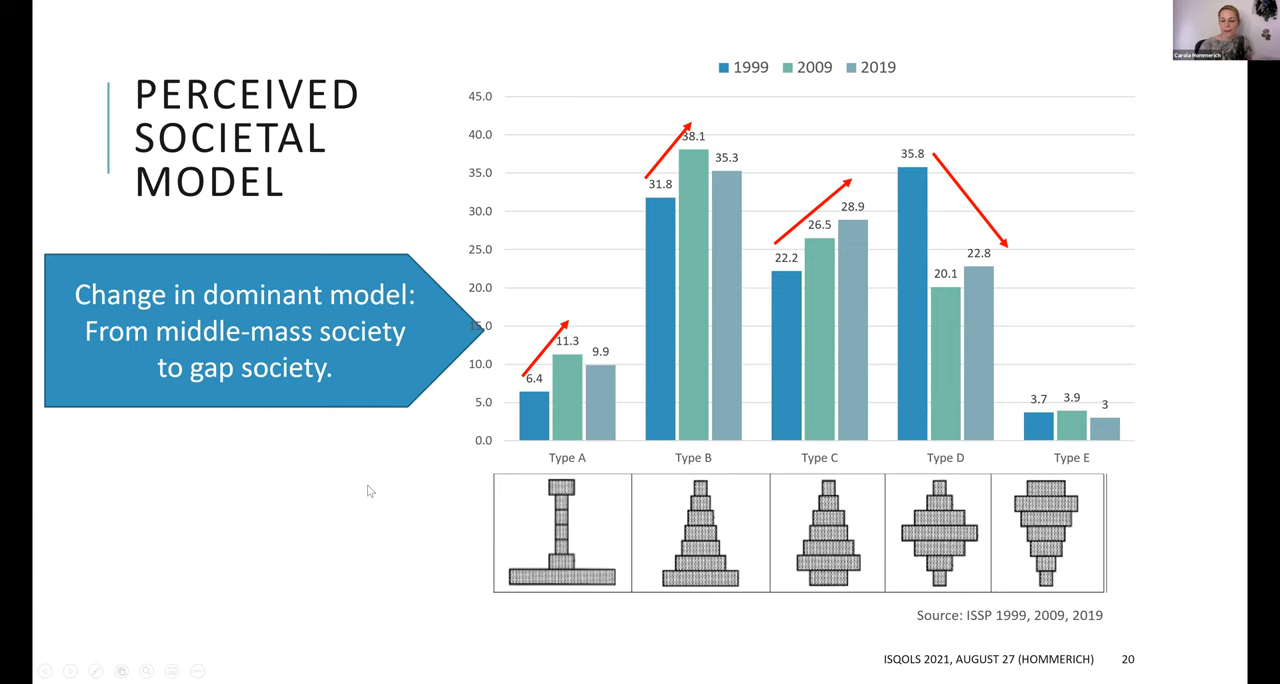 Carola Hommerich
PERCEIVED
SOCIETAL
MODEL
Change in dominant model:
From middle-mass society
to gap society.
1999 2009 2019
45.0
40.0
35.0
30.0
25.0
20.0
15.0
10.0
5.0
0.0
6.4 11.3 9.9
31.8 38.1 35.3
22.2 26.5 28.9
35.8 20.1 22.8
3.7 3.9 3
Type A Type B Type C Type D Type E
Source: ISSP 1999, 2009, 2019
ISQOLS 2021, AUGUST 27 (HOMMERICH) 20